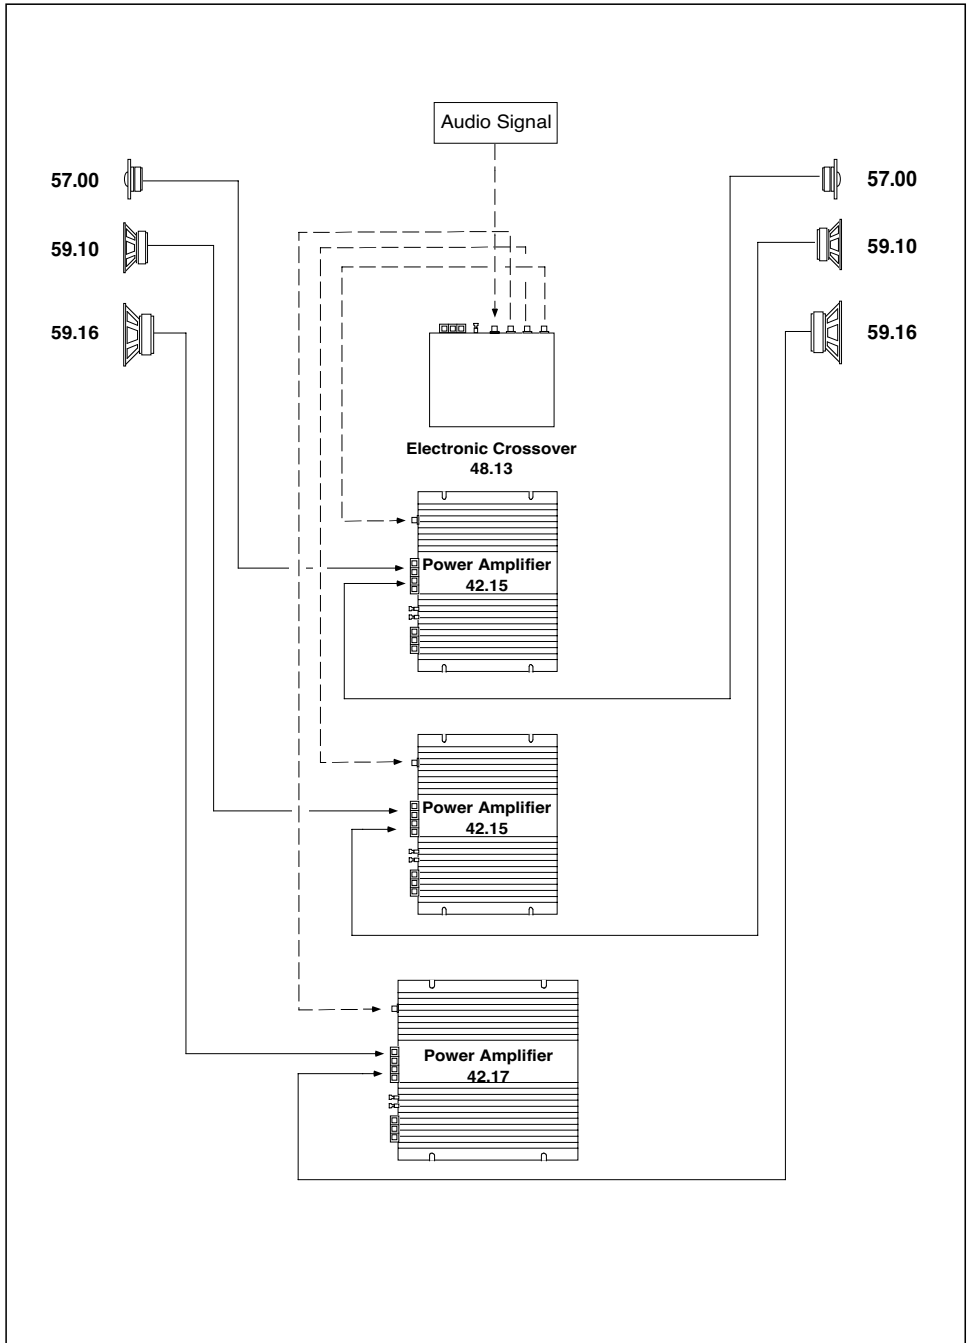 Audio Signal
57.00
57.00
59.10
59.10
59.16
59.16
Electronic Crossover
48.13
Power Amplifier
42.15
Power Amplifier
42.15
Power Amplifier
42.17